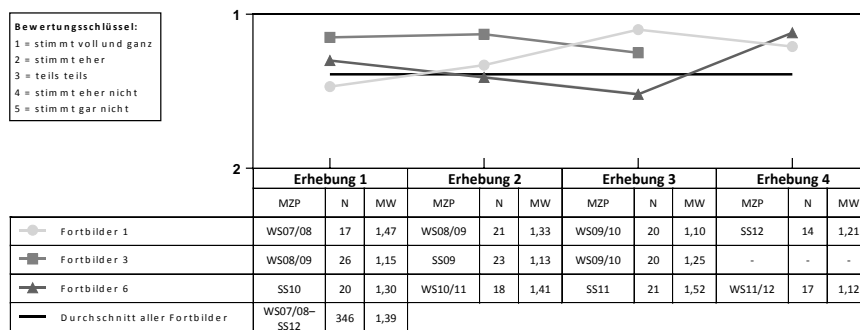 Bewertungsschlüssel:
1 = stimmt voll und ganz
2 = stimmt eher
3 = teils teils
4 = stimmt eher nicht
5 = stimmt gar nicht
1
2
Erhebung 1 Erhebung 2 Erhebung 3 Erhebung 4
MZP N MW MZP N MW MZP N MW MZP N MW
Fortbilder 1 WS07/08 17 1,47 WS08/09 21 1,33 WS09/10 20 1,10 SS12 14 1,21
Fortbilder 3 WS08/09 26 1,15 SS09 23 1,13 WS09/10 20 1,25 - - -
Fortbilder 6 SS10 20 1,30 WS10/11 18 1,41 SS11 21 1,52 WS11/12 17 1,12
Durchschnitt aller Fortbilder WS07/08– 346 1,39
SS12